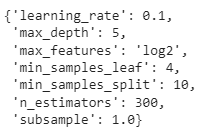 {'learning_rate': 0.1,
'max_depth': 5,
'max_features': 'log2',
'min_samples_leaf': 4,
'min_samples_split': 10,
'n_estimators': 300,
'subsample': 1.0}